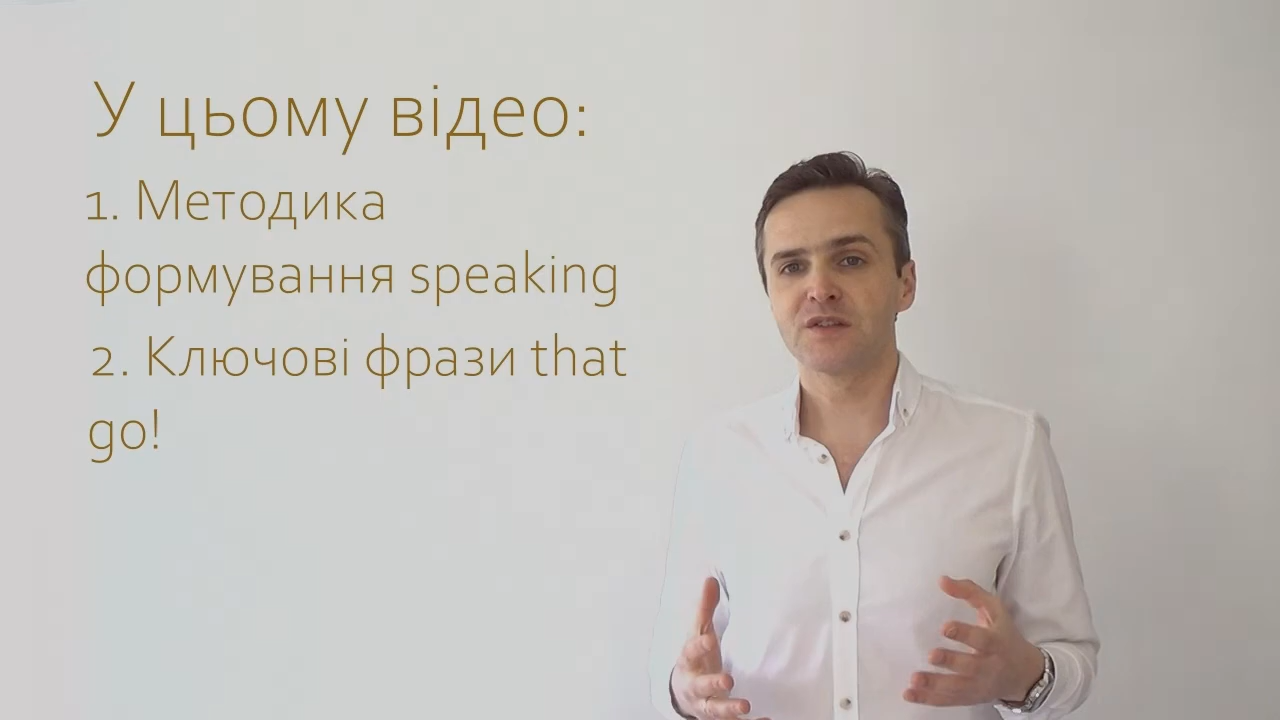 У цьому відео:
1. Методика
формування speaking
2. Ключові фрази that
go!